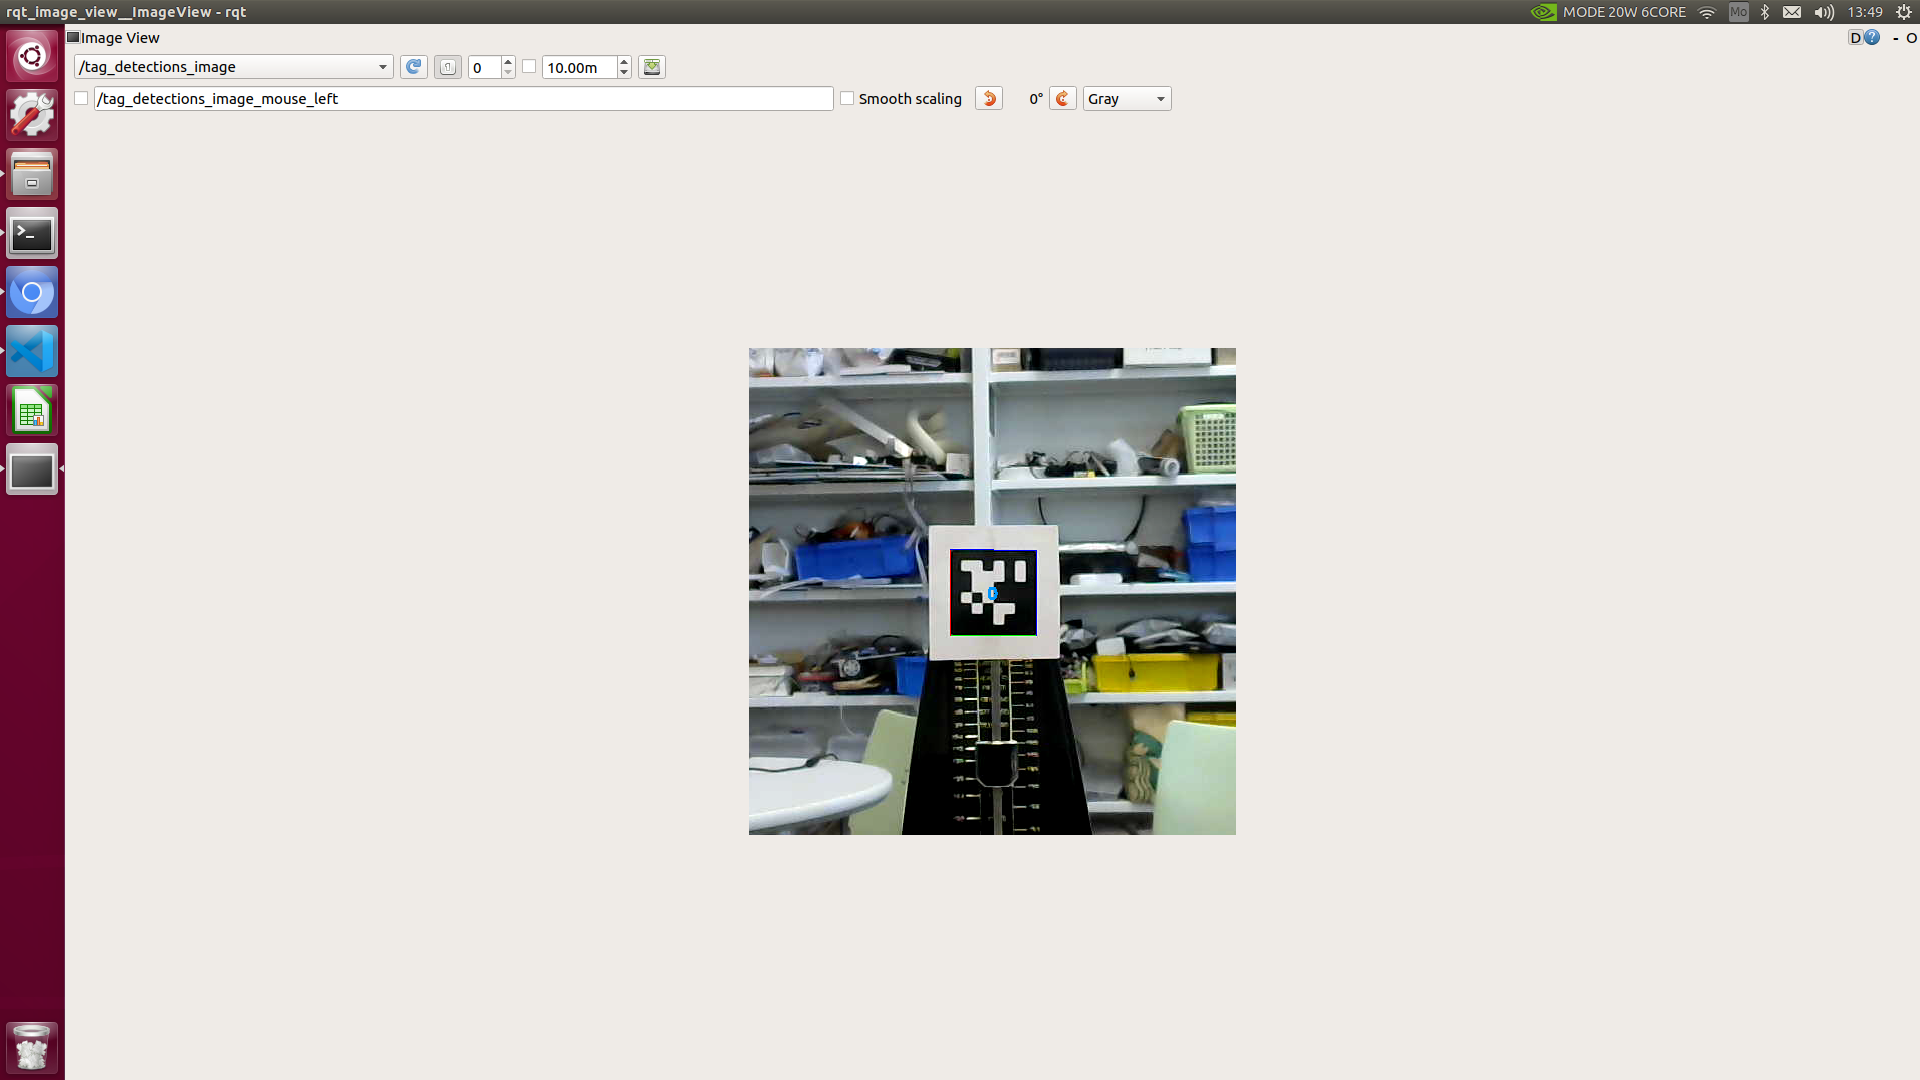 rqt_image_view__ImageView - rqt
MODE 20W 6CORE
Mo
13:49
Image View
D
?
-
O
/tag_detections_image
0
10.00m
/tag_detections_image_mouse_left
Smooth scaling
0°
Gray